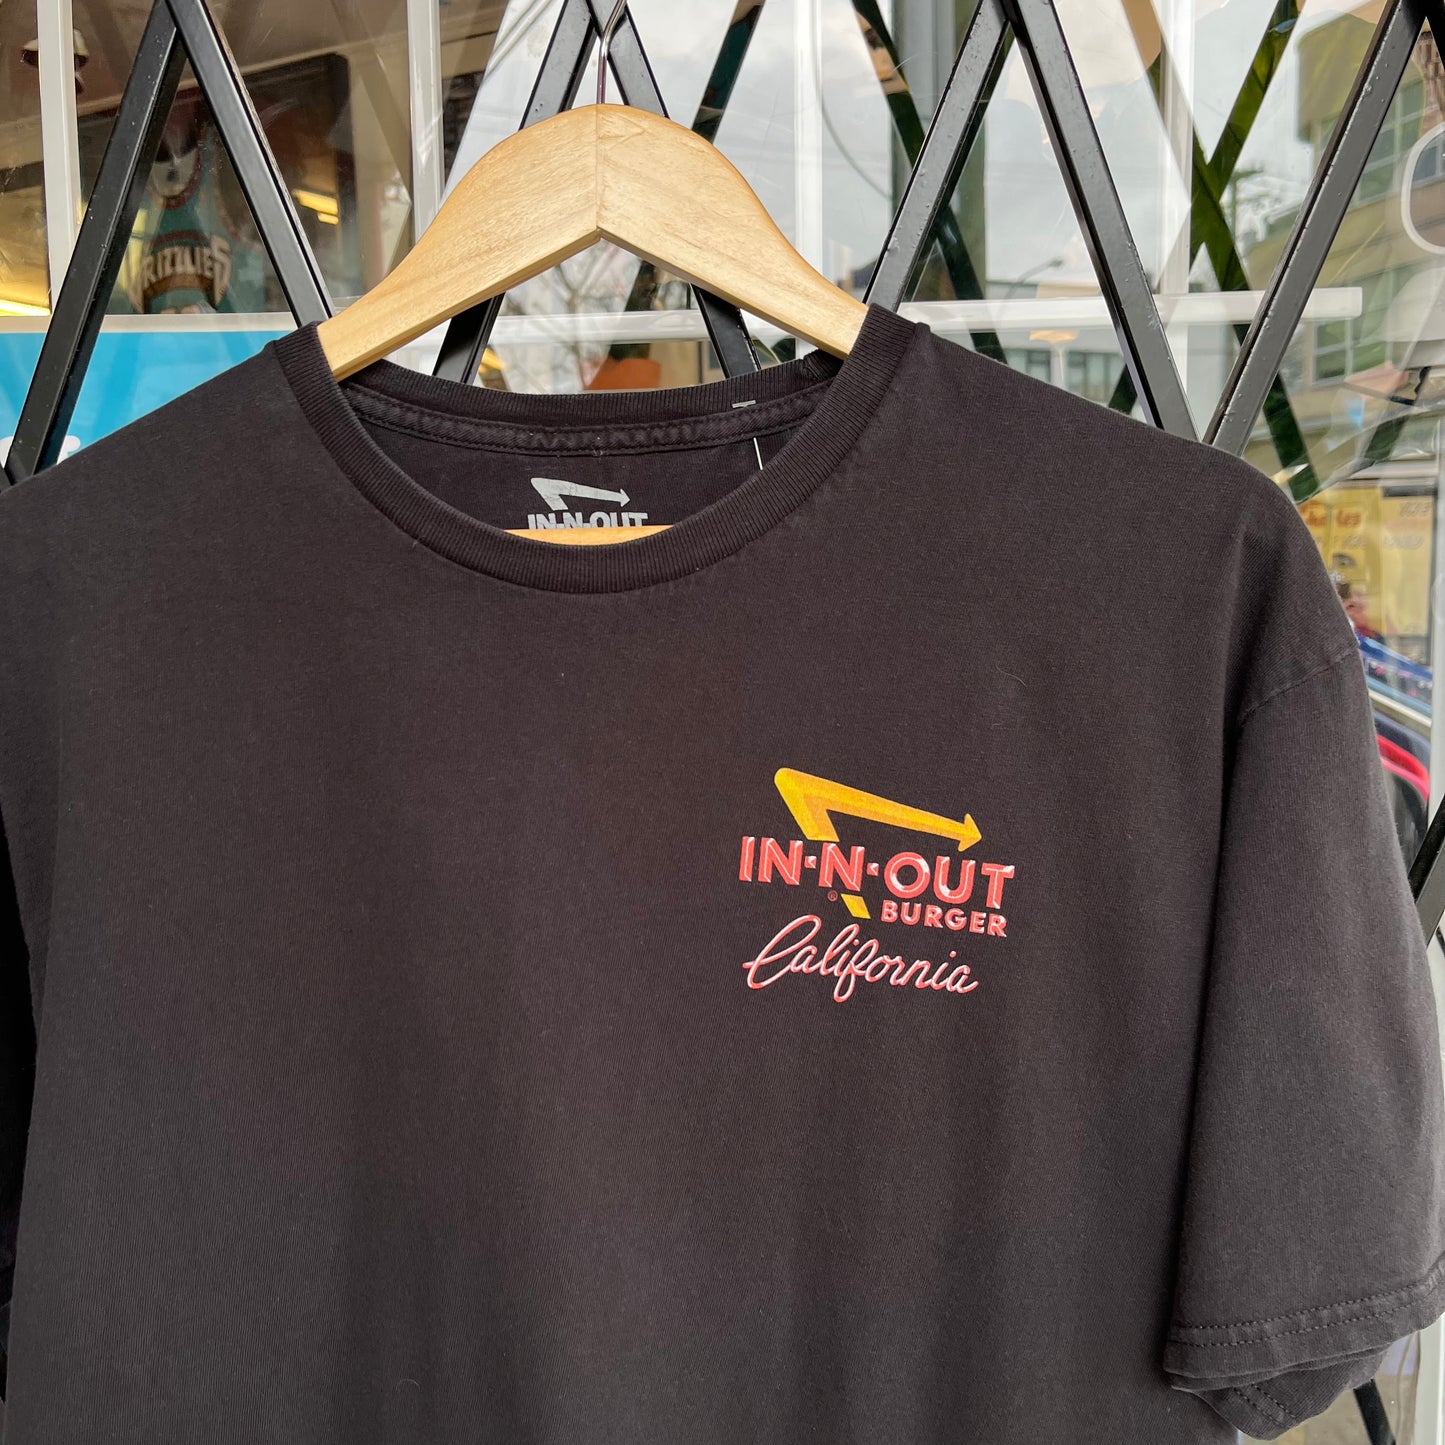 GRIZZLIES
IN-N-OUT
IN-N-OUT
® BURGER
California